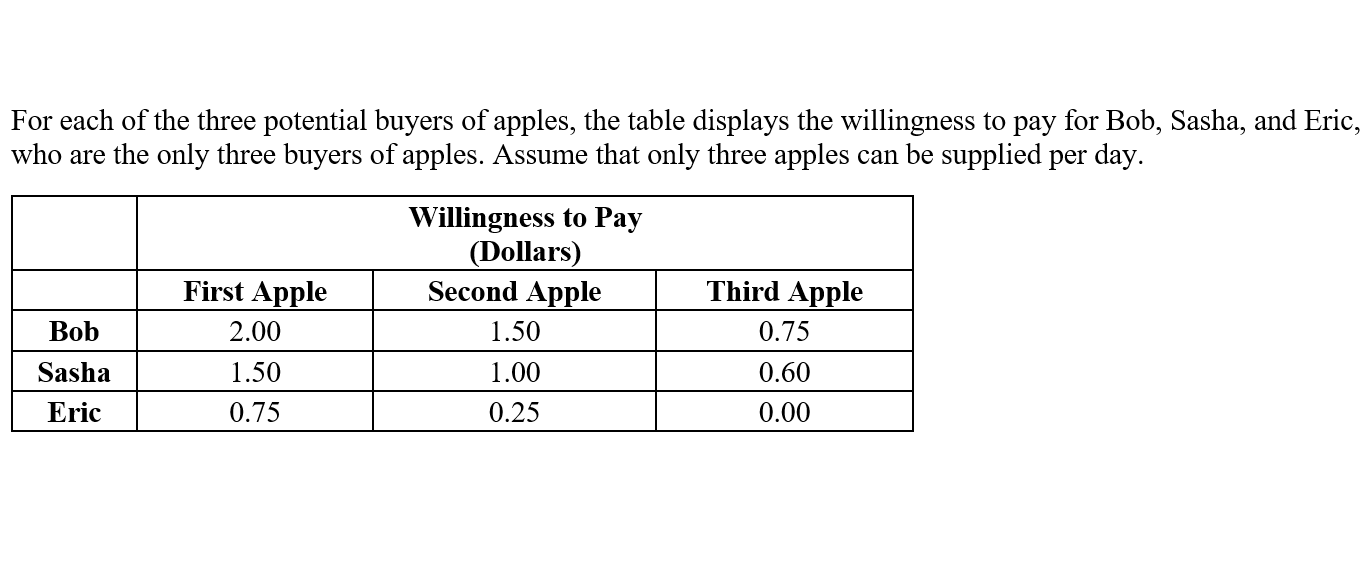 For each of the three potential buyers of apples, the table displays the willingness to pay for Bob, Sasha, and Eric,
who are the only three buyers of apples. Assume that only three apples can be supplied per day.
Willingness to Pay
(Dollars)
First Apple Second Apple Third Apple
Bob 2.00 1.50 0.75
Sasha 1.50 1.00 0.60
Eric 0.75 0.25 0.00